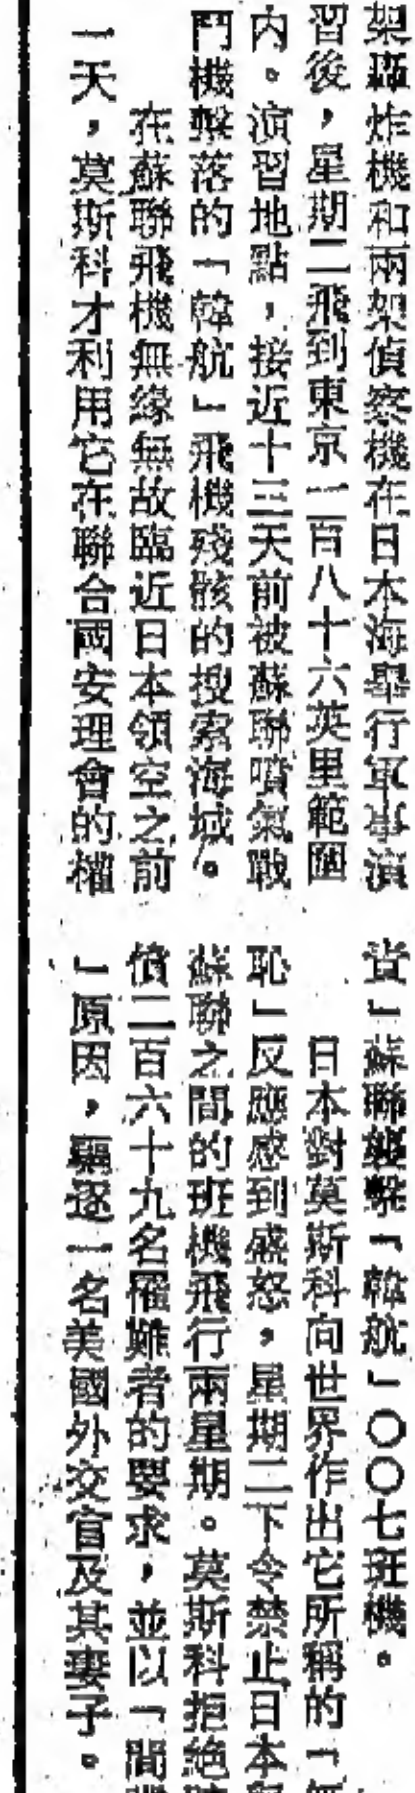 架轟炸機和兩架偵察機在日本海舉行軍事演
習後，星期二飛到東京二百八十六英里範圍
內。演習地點，接近十三天前被蘇聯噴氣戰
鬥機擊落的「韓航」飛機殘骸的搜索海域。
在蘇聯飛機無緣無故臨近日本領空之前
一天，莫斯科才利用它在聯合國安理會的權
責」蘇聯襲擊「韓航」〇〇七班機。
日本對莫斯科向世界作出它所稱的「無
恥」反應感到盛怒，星期二下令禁止日本與
蘇聯之間的班機飛行兩星期。莫斯科拒絕
償二百六十九名罹難者的要求，並以「間諜
」原因，驅逐一名美國外交官及其妻子。